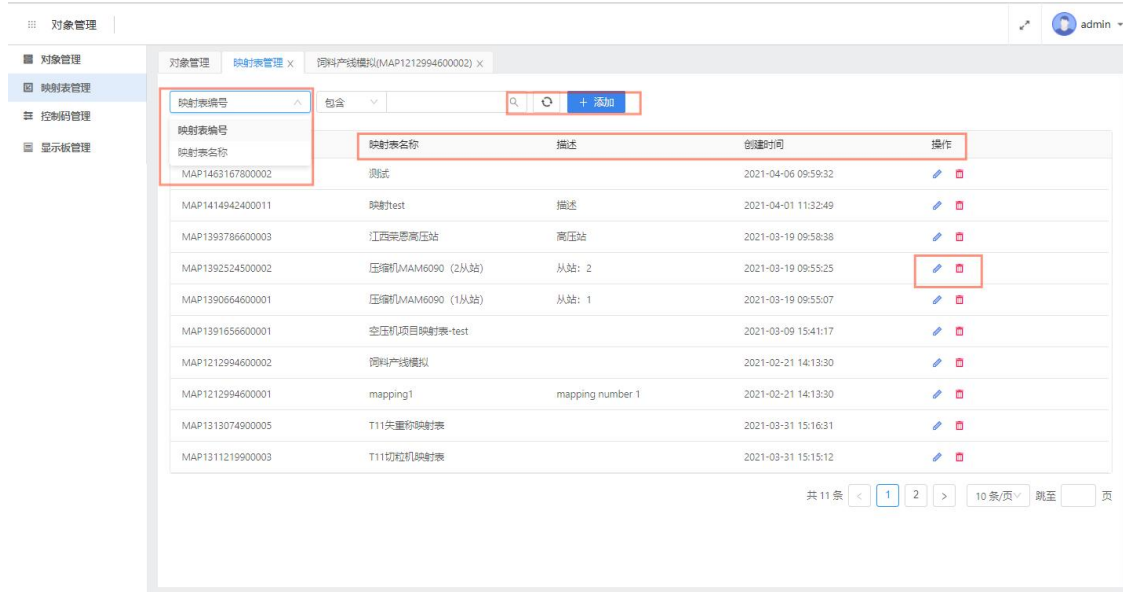 对象管理
admin
对象管理
映射表管理
控制码管理
显示板管理
对象管理 映射表管理 × 饲料产线模拟(MAP1212994600002) ×
映射表编号 包含 + 添加
映射表编号
映射表名称
映射表名称 描述 创建时间 操作
MAP1463167800002 测试 2021-04-06 09:59:32
MAP1414942400011 映射test 描述 2021-04-01 11:32:49
MAP1393786600003 江西荣恩高压站 高压站 2021-03-19 09:58:38
MAP1392524500002 压缩机MAM6090（2从站） 从站：2 2021-03-19 09:55:25
MAP1390664600001 压缩机MAM6090（1从站） 从站：1 2021-03-19 09:55:07
MAP1391656600001 空压机项目映射表-test 2021-03-09 15:41:17
MAP1212994600002 饲料产线模拟 2021-02-21 14:13:30
MAP1212994600001 mapping1 mapping number 1 2021-02-21 14:13:30
MAP1313074900005 T11失重称映射表 2021-03-31 15:16:31
MAP1311219900003 T11切粒机映射表 2021-03-31 15:15:12
共 11 条 < 1 2 > 10 条/页 跳至 页